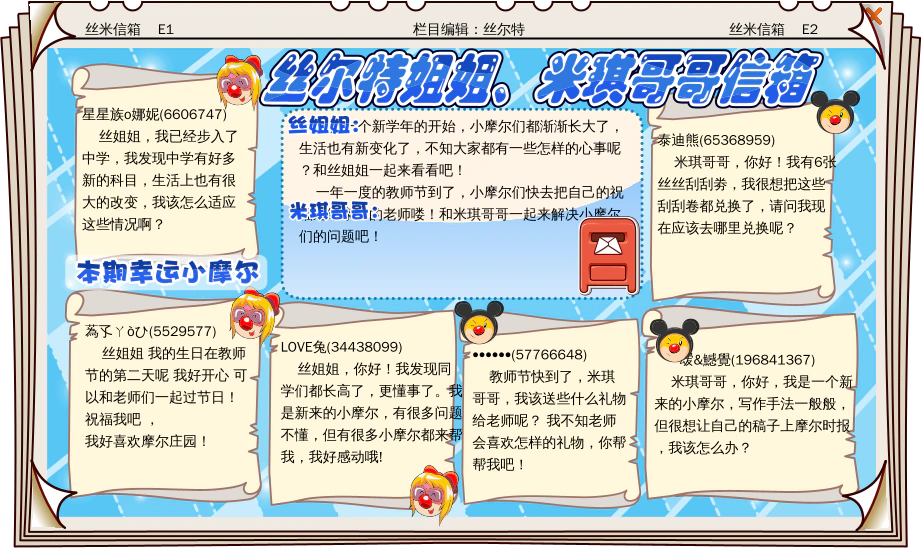 丝米信箱 E1
栏目编辑：丝尔特
丝米信箱 E2
丝尔特姐姐、米琪哥哥信箱
星星族o娜妮(6606747)
丝姐姐，我已经步入了
中学，我发现中学有好多
新的科目，生活上也有很
大的改变，我该怎么适应
这些情况啊？
丝姐姐:
个新学年的开始，小摩尔们都渐渐长大了，
生活也有新变化了，不知大家都有一些怎样的心事呢
？和丝姐姐一起来看看吧！
一年一度的教师节到了，小摩尔们快去把自己的祝
米琪哥哥:
的老师喽！和米琪哥哥一起来解决小摩尔
们的问题吧！
泰迪熊(65368959)
米琪哥哥，你好！我有6张
丝丝刮刮券，我很想把这些
刮刮卷都兑换了，请问我现
在应该去哪里兑换呢？
本期幸运小摩尔
丫òひ(5529577)
丝姐姐 我的生日在教师
节的第二天呢 我好开心 可
以和老师们一起过节日！
祝福我吧 ，
我好喜欢摩尔庄园！
LOVE兔(34438099)
丝姐姐，你好！我发现同
学们都长高了，更懂事了。我
是新来的小摩尔，有很多问题
不懂，但有很多小摩尔都来帮
我，我好感动哦!
●●●●●●(57766648)
教师节快到了，米琪
哥哥，我该送些什么礼物
给老师呢？ 我不知老师
会喜欢怎样的礼物，你帮
帮我吧！
&憾覺(196841367)
米琪哥哥，你好，我是一个新
来的小摩尔，写作手法一般般，
但很想让自己的稿子上摩尔时报
，我该怎么办？